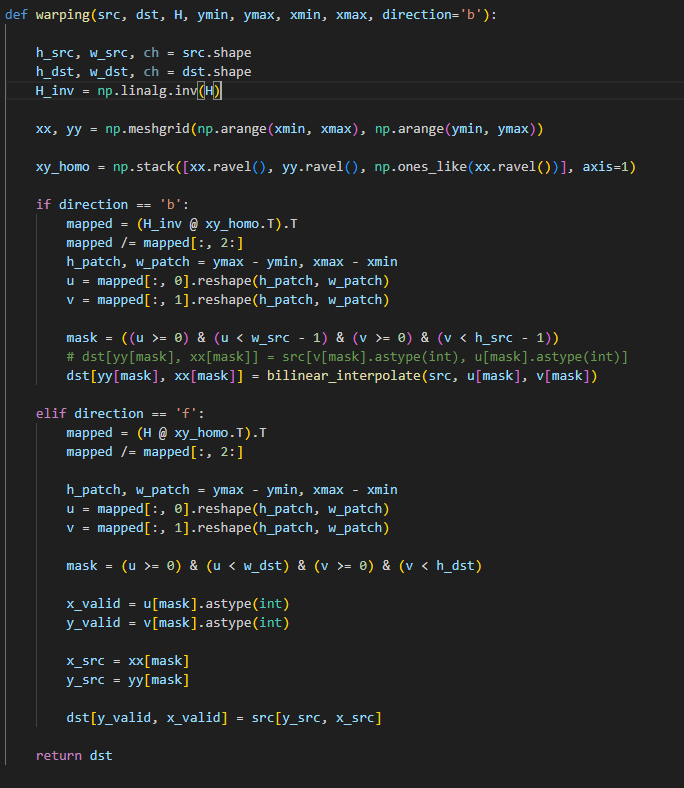 def warping(src, dst, H, ymin, ymax, xmin, xmax, direction='b'):
h_src, w_src, ch = src.shape
h_dst, w_dst, ch = dst.shape
H_inv = np.linalg.inv(H)
xx, yy = np.meshgrid(np.arange(xmin, xmax), np.arange(ymin, ymax))
xy_homo = np.stack([xx.ravel(), yy.ravel(), np.ones_like(xx.ravel())], axis=1)
if direction == 'b':
mapped = (H_inv @ xy_homo.T).T
mapped /= mapped[:, 2:]
h_patch, w_patch = ymax - ymin, xmax - xmin
u = mapped[:, 0].reshape(h_patch, w_patch)
v = mapped[:, 1].reshape(h_patch, w_patch)
mask = ((u >= 0) & (u < w_src - 1) & (v >= 0) & (v < h_src - 1))
# dst[yy[mask], xx[mask]] = src[v[mask].astype(int), u[mask].astype(int)]
dst[yy[mask], xx[mask]] = bilinear_interpolate(src, u[mask], v[mask])
elif direction == 'f':
mapped = (H @ xy_homo.T).T
mapped /= mapped[:, 2:]
h_patch, w_patch = ymax - ymin, xmax - xmin
u = mapped[:, 0].reshape(h_patch, w_patch)
v = mapped[:, 1].reshape(h_patch, w_patch)
mask = (u >= 0) & (u < w_dst) & (v >= 0) & (v < h_dst)
x_valid = u[mask].astype(int)
y_valid = v[mask].astype(int)
x_src = xx[mask]
y_src = yy[mask]
dst[y_valid, x_valid] = src[y_src, x_src]
return dst